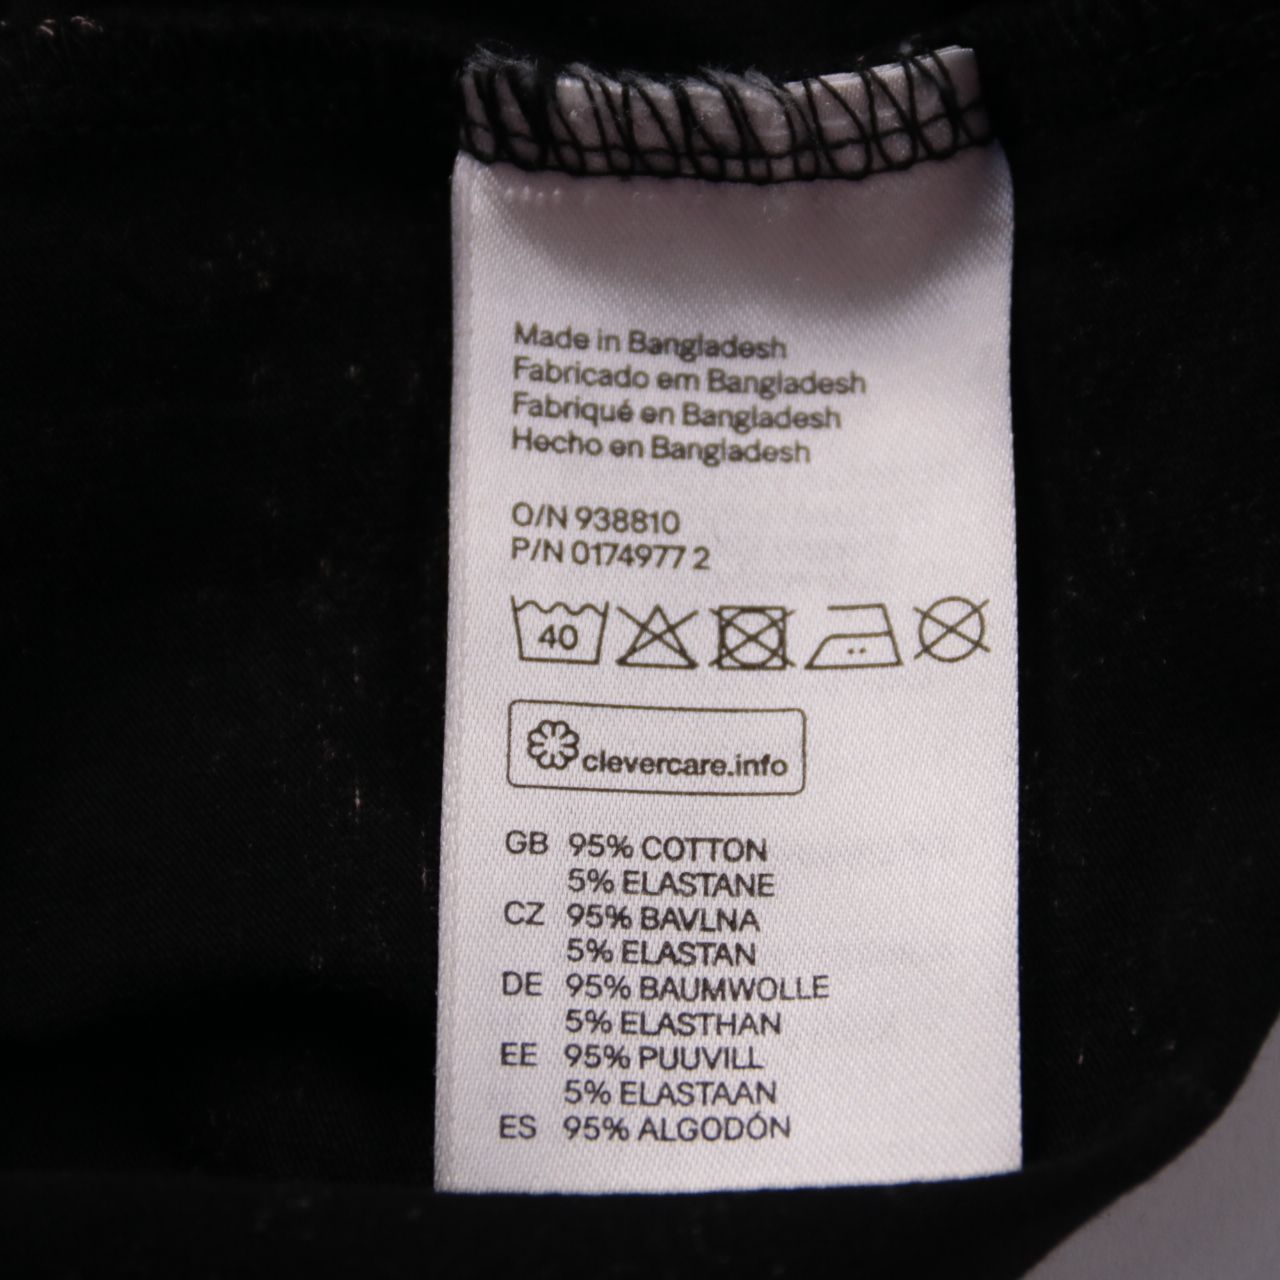 Made in Bangladesh
Fabricado em Bangladesh
Fabriqué en Bangladesh
Hecho en Bangladesh
O/N 938810
P/N 0174977 2
40
clevercare.info
GB 95% COTTON
5% ELASTANE
CZ 95% BAVLNA
5% ELASTAN
DE 95% BAUMWOLLE
5% ELASTHAN
EE 95% PUUVILL
5% ELASTAAN
ES 95% ALGODÓN